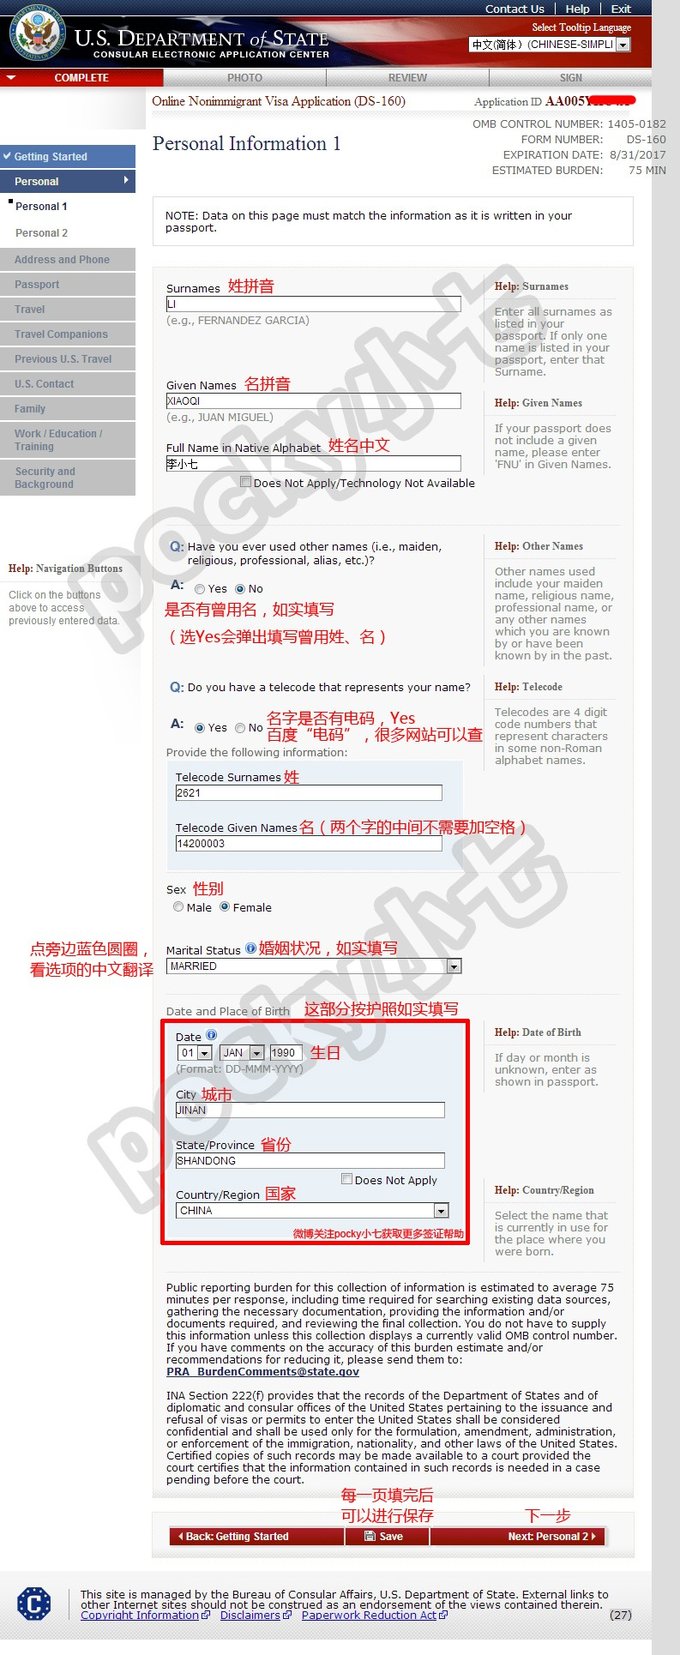 Contact Us | Help | Exit
U.S. DEPARTMENT of STATE
CONSULAR ELECTRONIC APPLICATION CENTER
Select Tooltip Language
中文(简体) (CHINESE-SIMPLI
COMPLETE PHOTO REVIEW SIGN
Online Nonimmigrant Visa Application (DS-160)
Application ID AA005
OMB CONTROL NUMBER: 1405-0182
FORM NUMBER: DS-160
EXPIRATION DATE: 8/31/2017
ESTIMATED BURDEN: 75 MIN
Personal Information 1
Getting Started
Personal
Personal 1
Personal 2
Address and Phone
Passport
Travel
Travel Companions
Previous U.S. Travel
U.S. Contact
Family
Work / Education /
Training
Security and
Background
Help: Navigation Buttons
Click on the buttons
above to access
previously entered data.
NOTE: Data on this page must match the information as it is written in your
passport.
Surnames 姓拼音
LI
(e.g., FERNANDEZ GARCIA)
Help: Surnames
Enter all surnames as
listed in your
passport. If only one
name is listed in your
passport, enter that
Surname.
Given Names 名拼音
XIAOQI
(e.g., JUAN MIGUEL)
Help: Given Names
If your passport does
not include a given
name, please enter
'FNU' in Given Names.
Full Name in Native Alphabet 姓名中文
李小七
Does Not Apply/Technology Not Available
Q: Have you ever used other names (i.e., maiden,
religious, professional, alias, etc.)?
A: Yes No
是否有曾用名，如实填写
（选Yes会弹出填写曾用姓、名）
Help: Other Names
Other names used
include your maiden
name, religious name,
professional name, or
any other names
which you are known
by or have been
known by in the past.
Q: Do you have a telecode that represents your name?
A: Yes No 名字是否有电码，Yes
百度“电码”，很多网站可以查
Help: Telecode
Telecodes are 4 digit
code numbers that
represent characters
in some non-Roman
alphabet names.
Provide the following information:
Telecode Surnames 姓
2621
Telecode Given Names 名（两个字的中间不需要加空格）
14200003
Sex 性别
Male Female
点旁边蓝色圆圈，
看选项的中文翻译
Marital Status 婚姻状况，如实填写
MARRIED
Date and Place of Birth 这部分按护照如实填写
Date
01 JAN 1990 生日
(Format: DD-MMM-YYYY)
Help: Date of Birth
If day or month is
unknown, enter as
shown in passport.
City 城市
JINAN
State/Province 省份
SHANDONG
Does Not Apply
Country/Region 国家
CHINA
微博关注pocky小七获取更多签证帮助
Help: Country/Region
Select the name that
is currently in use for
the place where you
were born.
Public reporting burden for this collection of information is estimated to average 75
minutes per response, including time required for searching existing data sources,
gathering the necessary documentation, providing the information and/or
documents required, and reviewing the final collection. You do not have to supply
this information unless this collection displays a currently valid OMB control number.
If you have comments on the accuracy of this burden estimate and/or
recommendations for reducing it, please send them to:
PRA_BurdenComments@state.gov
INA Section 222(f) provides that the records of the Department of States and of
diplomatic and consular offices of the United States pertaining to the issuance and
refusal of visas or permits to enter the United States shall be considered
confidential and shall be used only for the formulation, amendment, administration,
or enforcement of the immigration, nationality, and other laws of the United States.
Certified copies of such records may be made available to a court provided the
court certifies that the information contained in such records is needed in a case
pending before the court.
每一页填完后
可以进行保存
下一步
Back: Getting Started
Save
Next: Personal 2
This site is managed by the Bureau of Consular Affairs, U.S. Department of State. External links to
other Internet sites should not be construed as an endorsement of the views contained therein.
Copyright Information Disclaimers Paperwork Reduction Act (27)
pocky小七
pocky小七